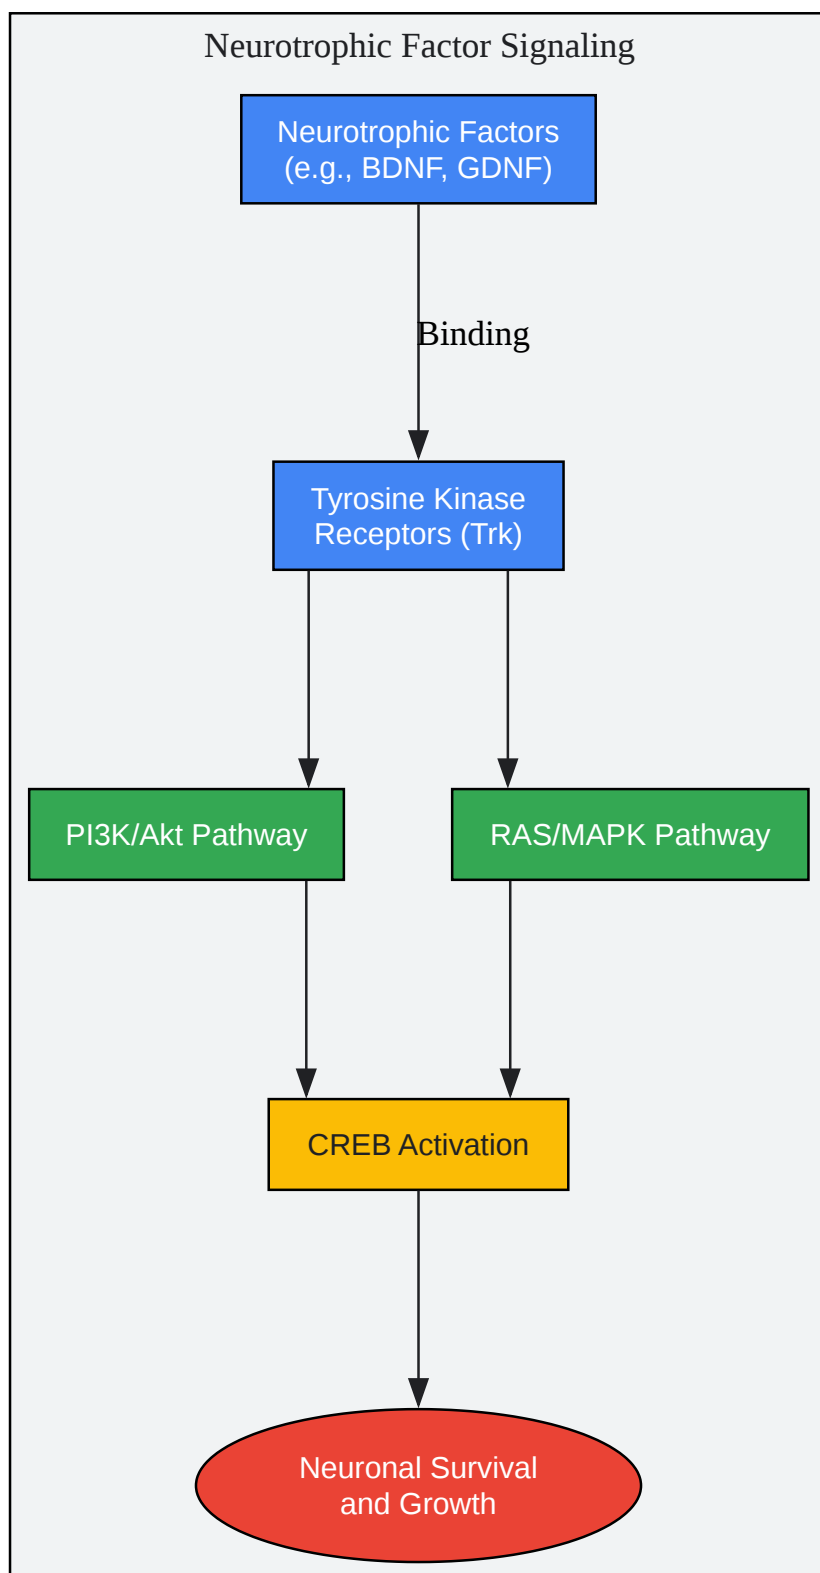 Neurotrophic Factor Signaling
Neurotrophic Factors
(e.g., BDNF, GDNF)
Binding
Tyrosine Kinase
Receptors (Trk)
PI3K/Akt Pathway
RAS/MAPK Pathway
CREB Activation
Neuronal Survival
and Growth